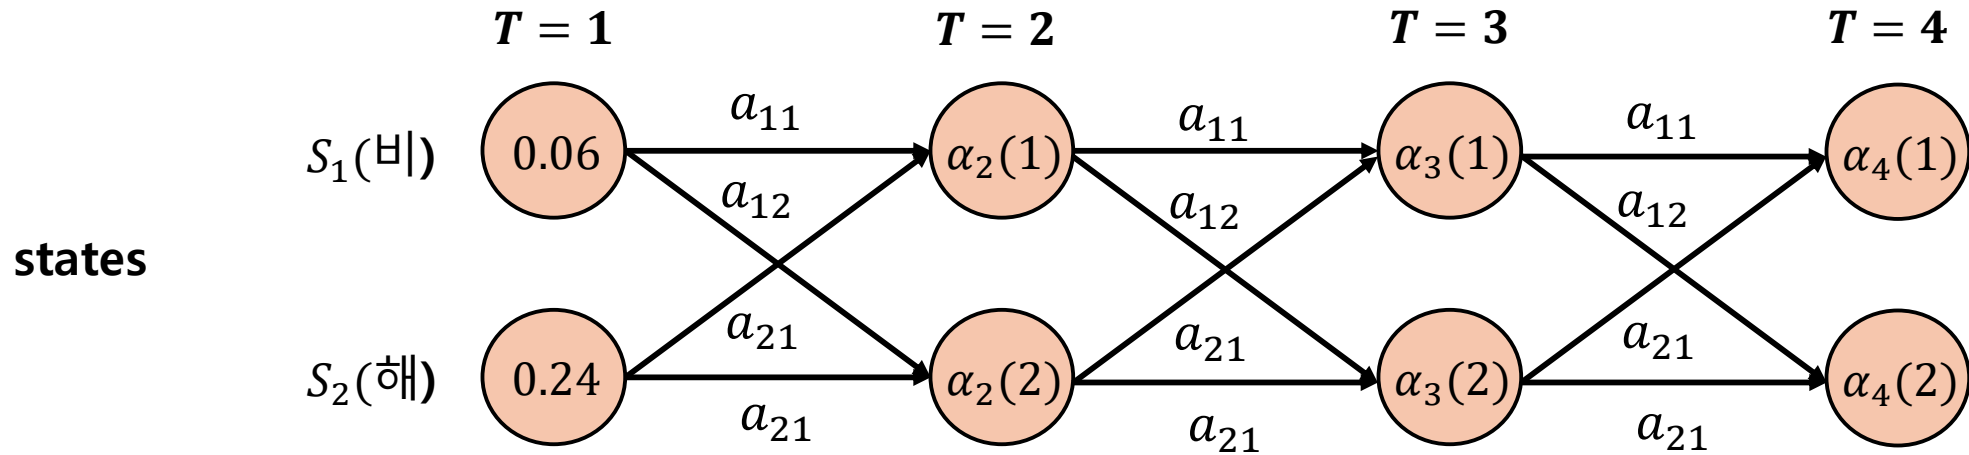 T = 1 T = 2 T = 3 T = 4
a₁₁ a₁₁ a₁₁
S₁(비) 0.06 α₂(1) α₃(1) α₄(1)
a₁₂ a₁₂ a₁₂
states
a₂₁ a₂₁ a₂₁
S₂(해) 0.24 α₂(2) α₃(2) α₄(2)
a₂₁ a₂₁ a₂₁